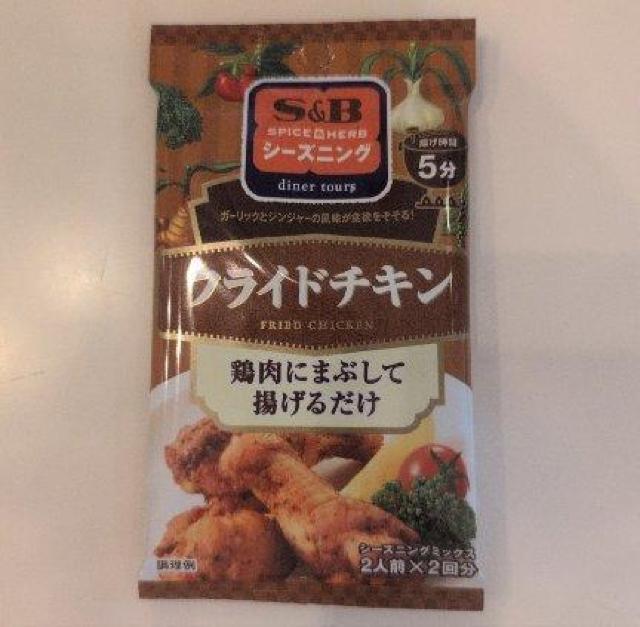 S&B
SPICE & HERB
シーズニング
diner tours
揚げ時間
5分
ガーリックとジンジャーの風味が食欲をそそる!
フライドチキン
FRIED CHICKEN
鶏肉にまぶして
揚げるだけ
シーズニングミックス
2人前×2回分
調理例